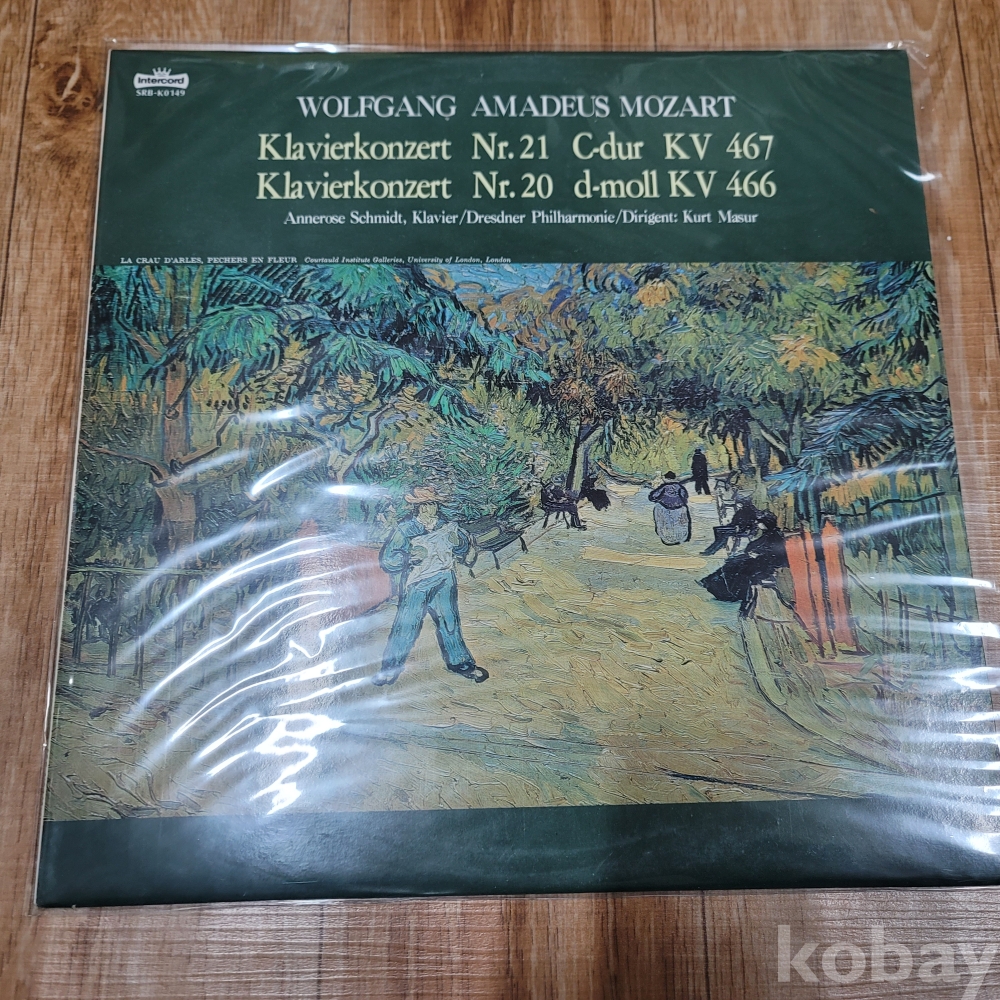 Intercord
SRB-K0149
WOLFGANG AMADEUS MOZART
Klavierkonzert Nr. 21 C-dur KV 467
Klavierkonzert Nr. 20 d-moll KV 466
Annerose Schmidt, Klavier/Dresdner Philharmonie/Dirigent: Kurt Masur
LA CRAU D'ARLES, PECHERS EN FLEUR Courtauld Institute Galleries, University of London, London
kobay